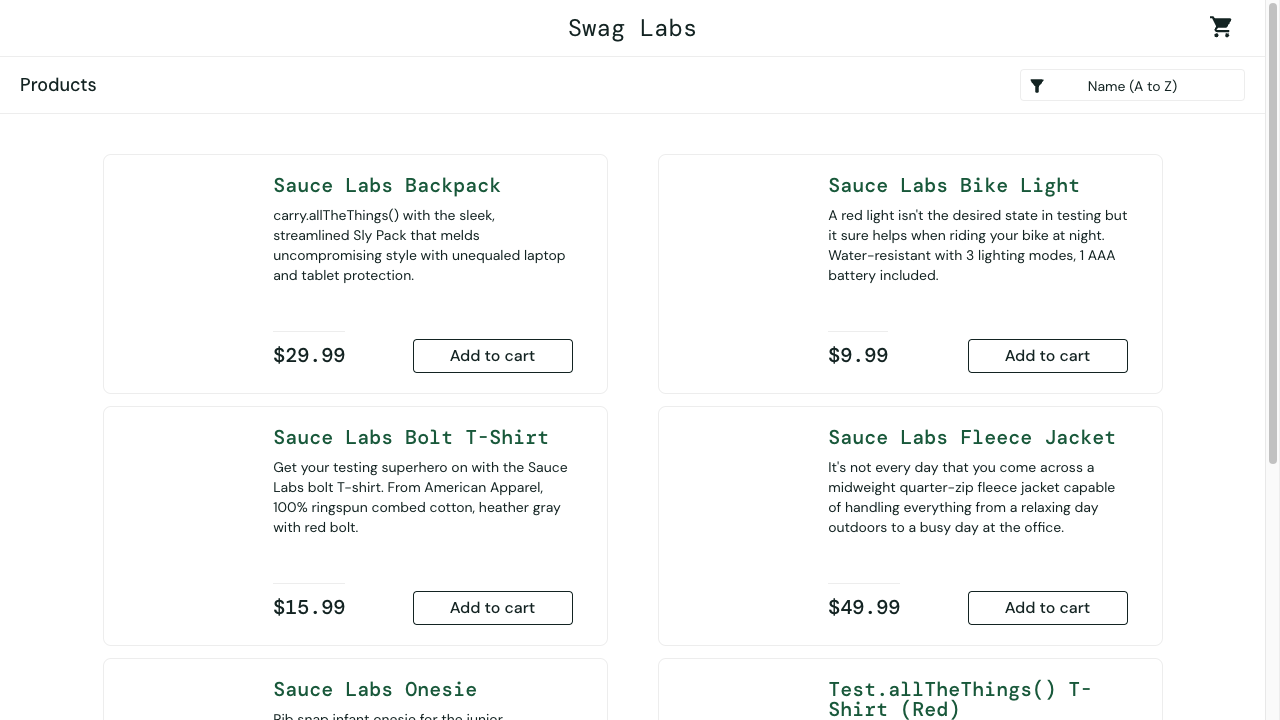 Swag Labs
Products
Name (A to Z)
Sauce Labs Backpack
carry.allTheThings() with the sleek,
streamlined Sly Pack that melds
uncompromising style with unequaled laptop
and tablet protection.
$29.99
Add to cart
Sauce Labs Bike Light
A red light isn't the desired state in testing but
it sure helps when riding your bike at night.
Water-resistant with 3 lighting modes, 1 AAA
battery included.
$9.99
Add to cart
Sauce Labs Bolt T-Shirt
Get your testing superhero on with the Sauce
Labs bolt T-shirt. From American Apparel,
100% ringspun combed cotton, heather gray
with red bolt.
$15.99
Add to cart
Sauce Labs Fleece Jacket
It's not every day that you come across a
midweight quarter-zip fleece jacket capable
of handling everything from a relaxing day
outdoors to a busy day at the office.
$49.99
Add to cart
Sauce Labs Onesie
Rib snap infant onesie for the junior
Test.allTheThings() T-
Shirt (Red)